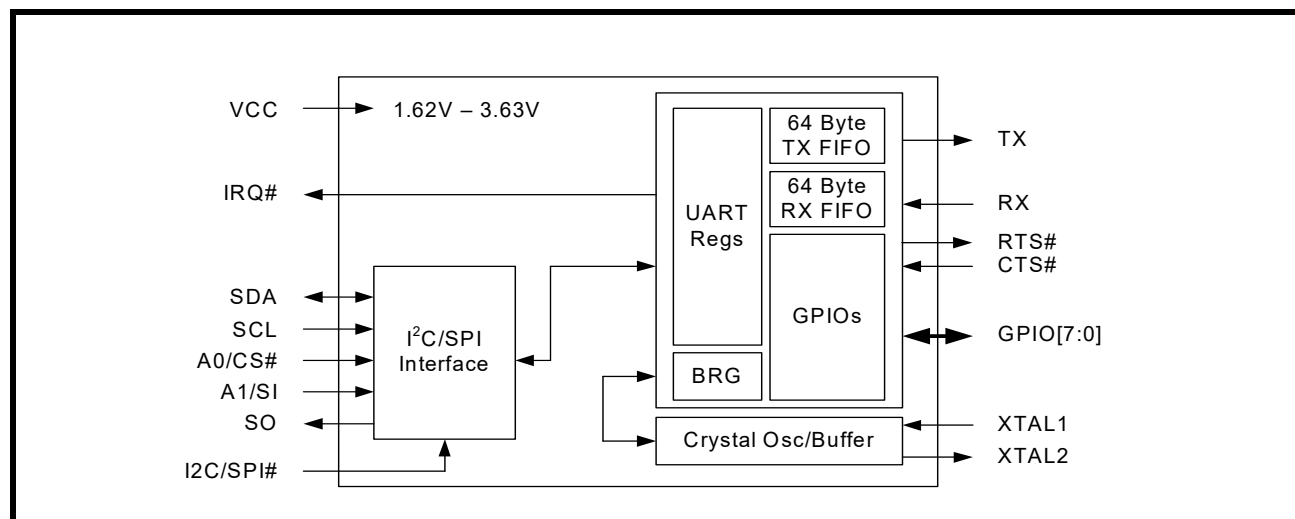 VCC
1.62V – 3.63V
IRQ#
SDA
SCL
A0/CS#
A1/SI
SO
I2C/SPI#
I²C/SPI
Interface
UART
Regs
BRG
64 Byte
TX FIFO
64 Byte
RX FIFO
GPIOs
Crystal Osc/Buffer
TX
RX
RTS#
CTS#
GPIO[7:0]
XTAL1
XTAL2